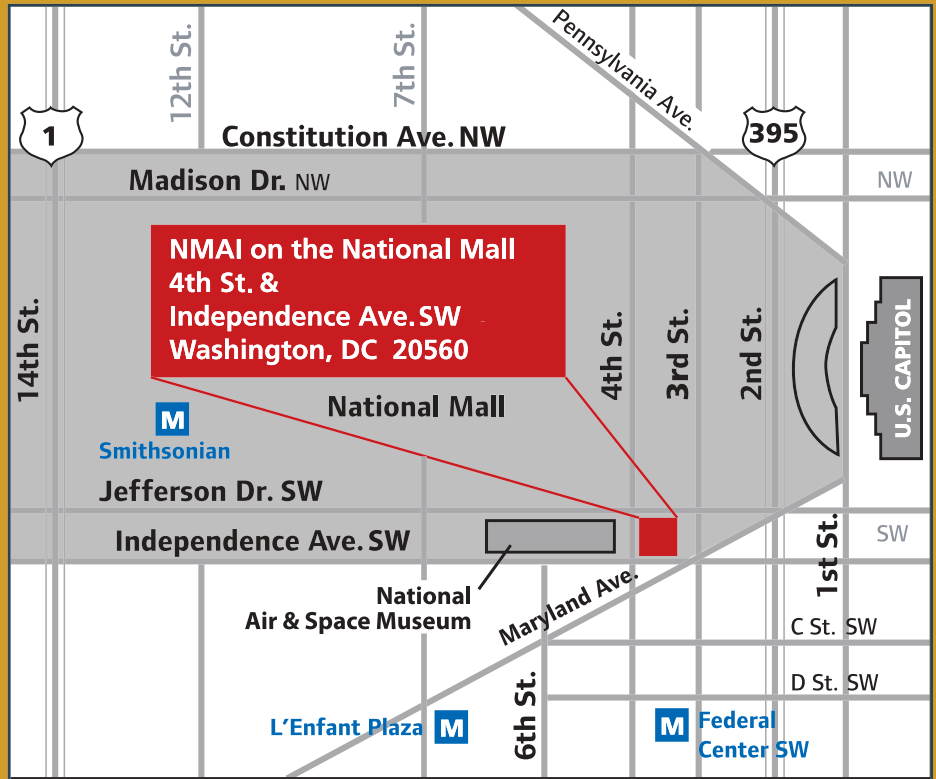 12th St.
7th St.
Pennsylvania Ave.
1
395
Constitution Ave. NW
Madison Dr. NW
NW
NMAI on the National Mall
4th St. &
Independence Ave. SW
Washington, DC 20560
14th St.
4th St.
3rd St.
2nd St.
U.S. CAPITOL
National Mall
M
Smithsonian
Jefferson Dr. SW
Independence Ave. SW
1st St.
SW
National
Air & Space Museum
Maryland Ave.
C St. SW
D St. SW
6th St.
L'Enfant Plaza M
M Federal
Center SW